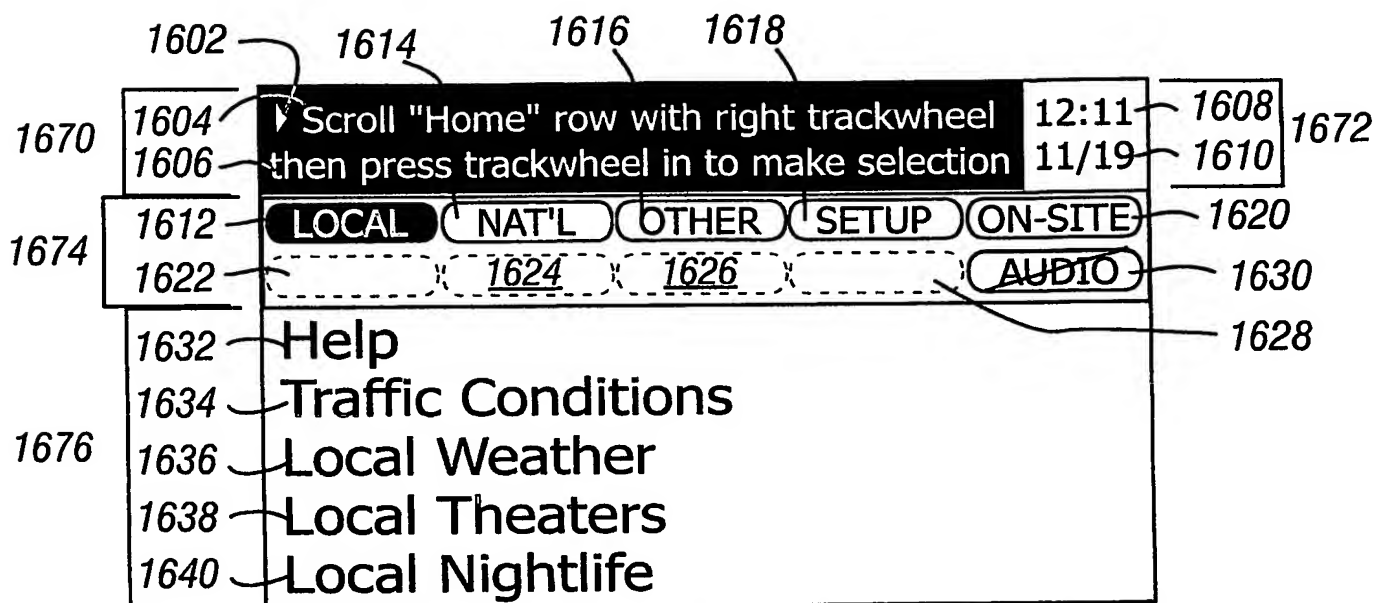 1602 1614 1616 1618
1670 1604 Scroll "Home" row with right trackwheel 12:11 1608 1672
1606 then press trackwheel in to make selection 11/19 1610
1674 1612 LOCAL NAT'L OTHER SETUP ON-SITE 1620
1622 1624 1626 AUDIO 1630
1632 Help 1628
1634 Traffic Conditions
1676 1636 Local Weather
1638 Local Theaters
1640 Local Nightlife